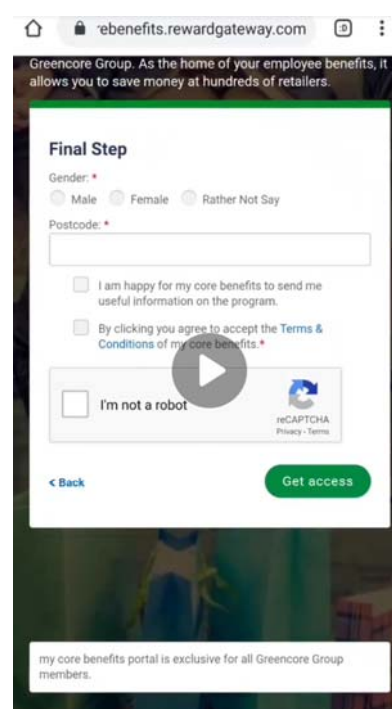 rebenefits.rewardgateway.com
:D
Greencore Group. As the home of your employee benefits, it
allows you to save money at hundreds of retailers.
Final Step
Gender: *
Male Female Rather Not Say
Postcode: *
I am happy for my core benefits to send me
useful information on the program.
By clicking you agree to accept the Terms &
Conditions of my core benefits.*
I'm not a robot
reCAPTCHA
Privacy - Terms
< Back
Get access
my core benefits portal is exclusive for all Greencore Group
members.